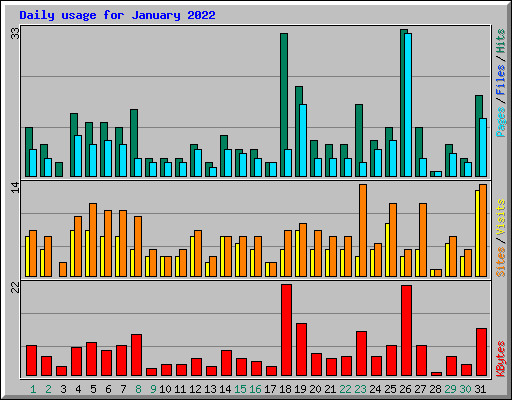 Daily usage for January 2022
33
Pages / Files / Hits
14
Sites / Visits
22
KBytes
1 2 3 4 5 6 7 8 9 10 11 12 13 14 15 16 17 18 19 20 21 22 23 24 25 26 27 28 29 30 31